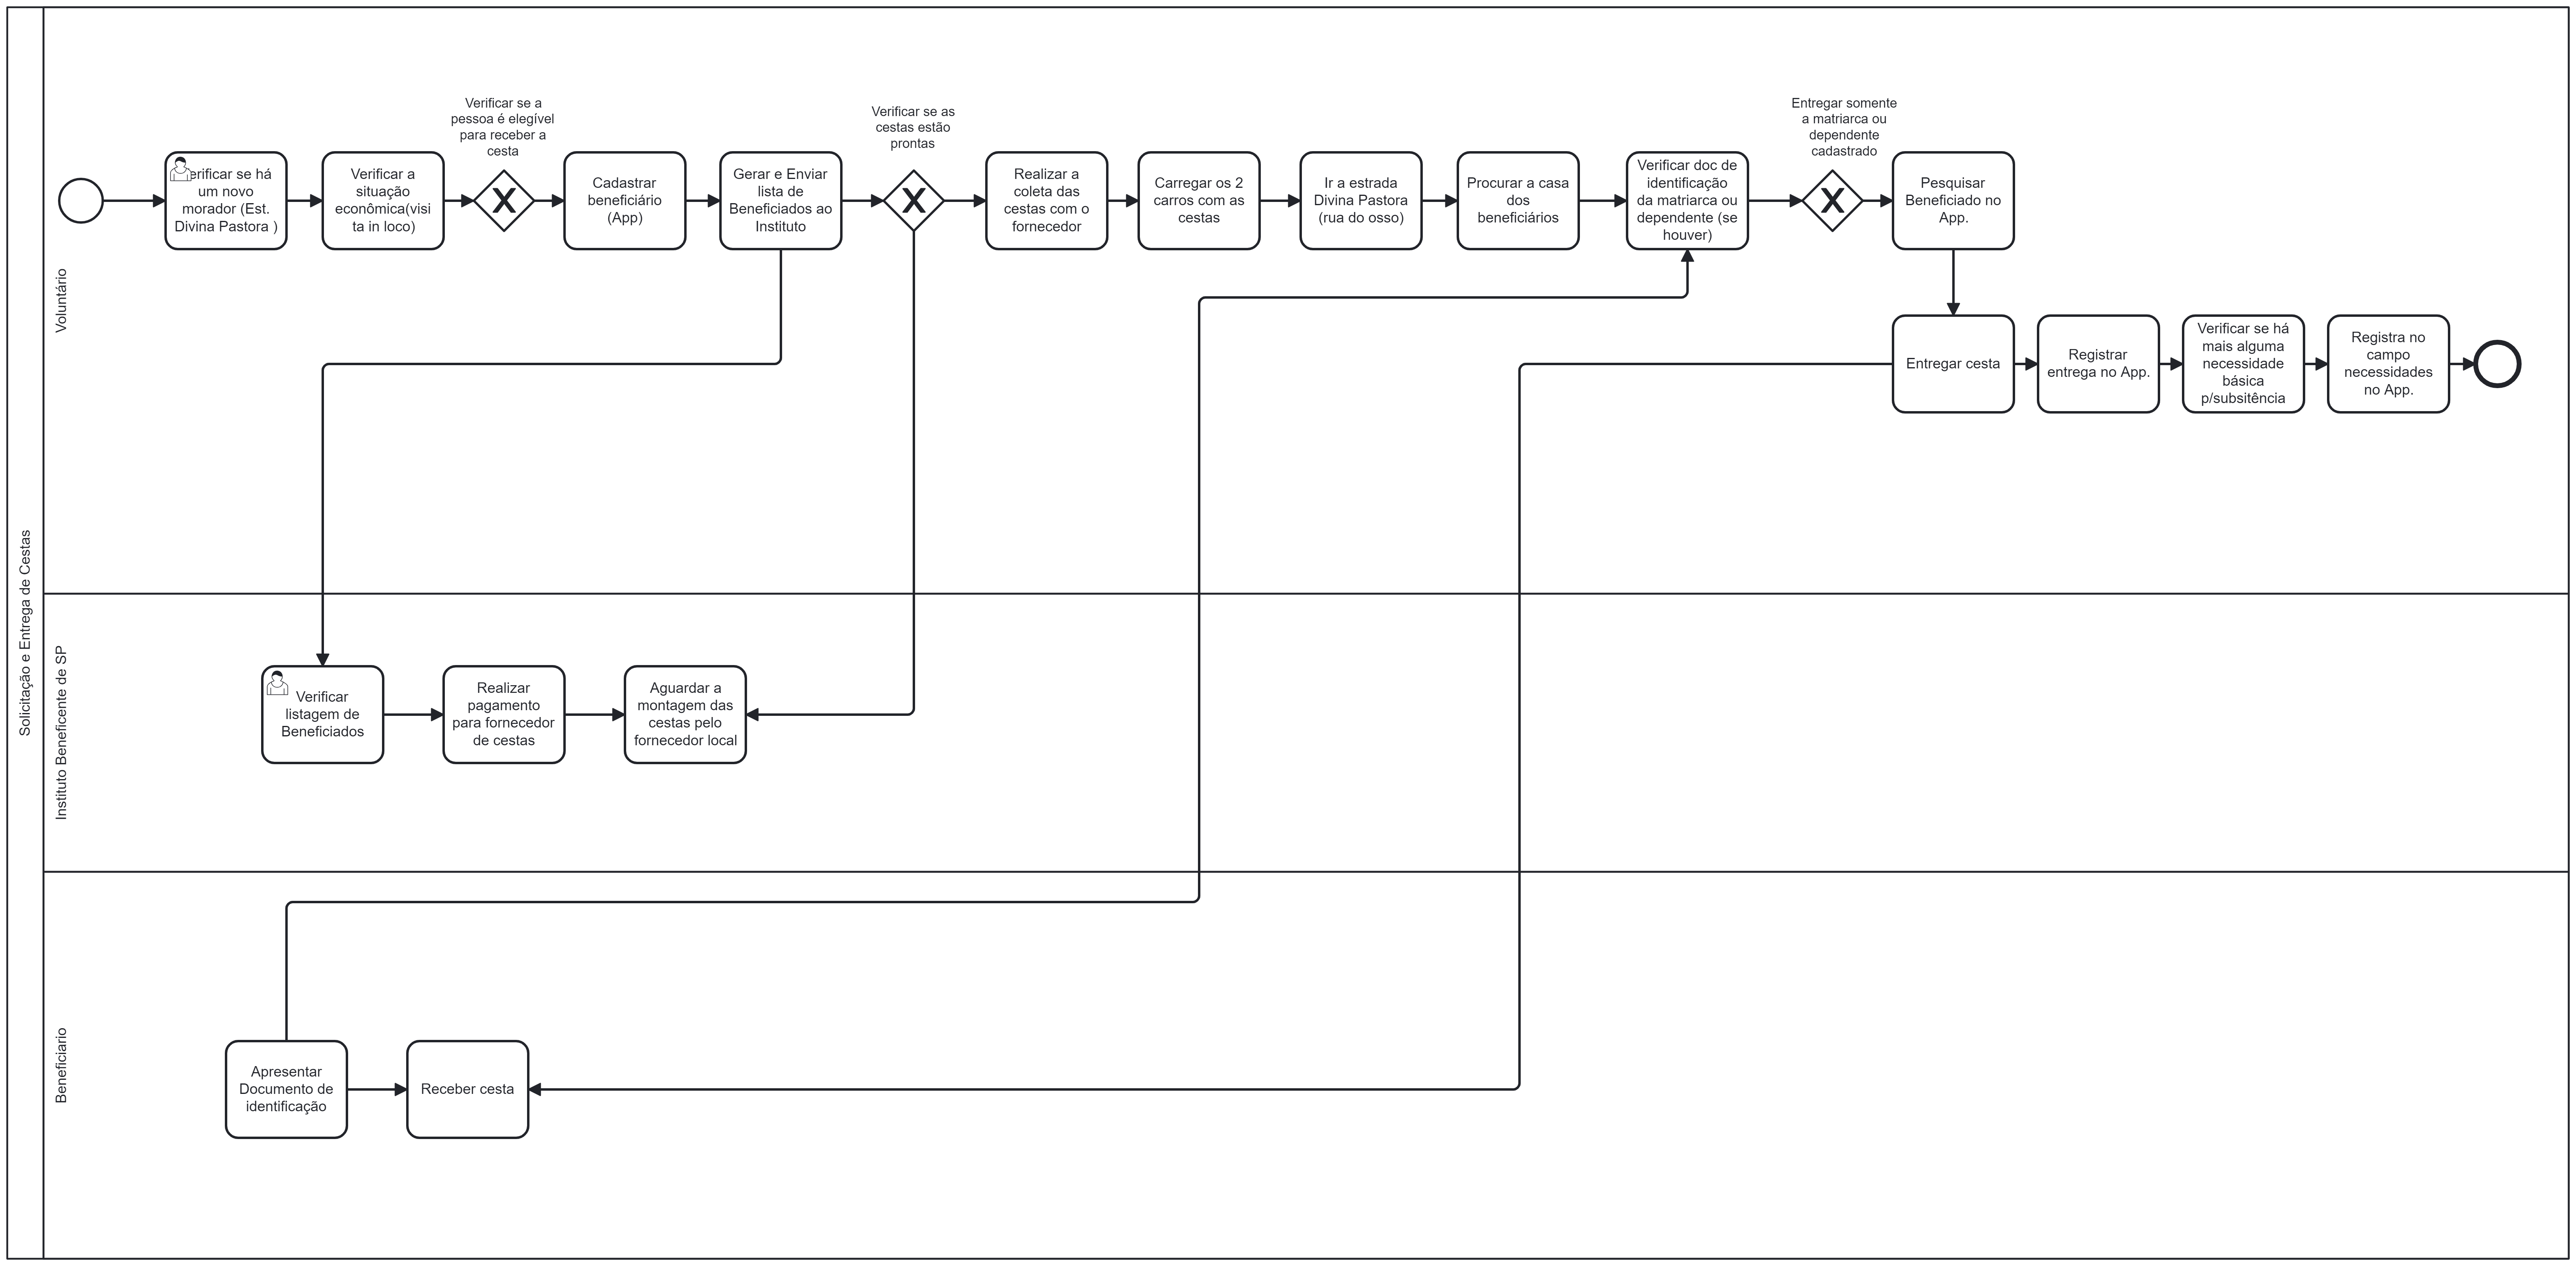 Solicitação e Entrega de Cestas
Voluntário
erificar se há
um novo
morador (Est.
Divina Pastora )
Verificar a
situação
econômica(visi
ta in loco)
Verificar se a
pessoa é elegível
para receber a
cesta
Cadastrar
beneficiário
(App)
Gerar e Enviar
lista de
Beneficiados ao
Instituto
Verificar se as
cestas estão
prontas
Realizar a
coleta das
cestas com o
fornecedor
Carregar os 2
carros com as
cestas
Ir a estrada
Divina Pastora
(rua do osso)
Procurar a casa
dos
beneficiários
Verificar doc de
identificação
da matriarca ou
dependente (se
houver)
Entregar somente
a matriarca ou
dependente
cadastrado
Pesquisar
Beneficiado no
App.
Entregar cesta
Registrar
entrega no App.
Verificar se há
mais alguma
necessidade
básica
p/subsitência
Registra no
campo
necessidades
no App.
Instituto Beneficente de SP
Verificar
listagem de
Beneficiados
Realizar
pagamento
para fornecedor
de cestas
Aguardar a
montagem das
cestas pelo
fornecedor local
Beneficiario
Apresentar
Documento de
identificação
Receber cesta